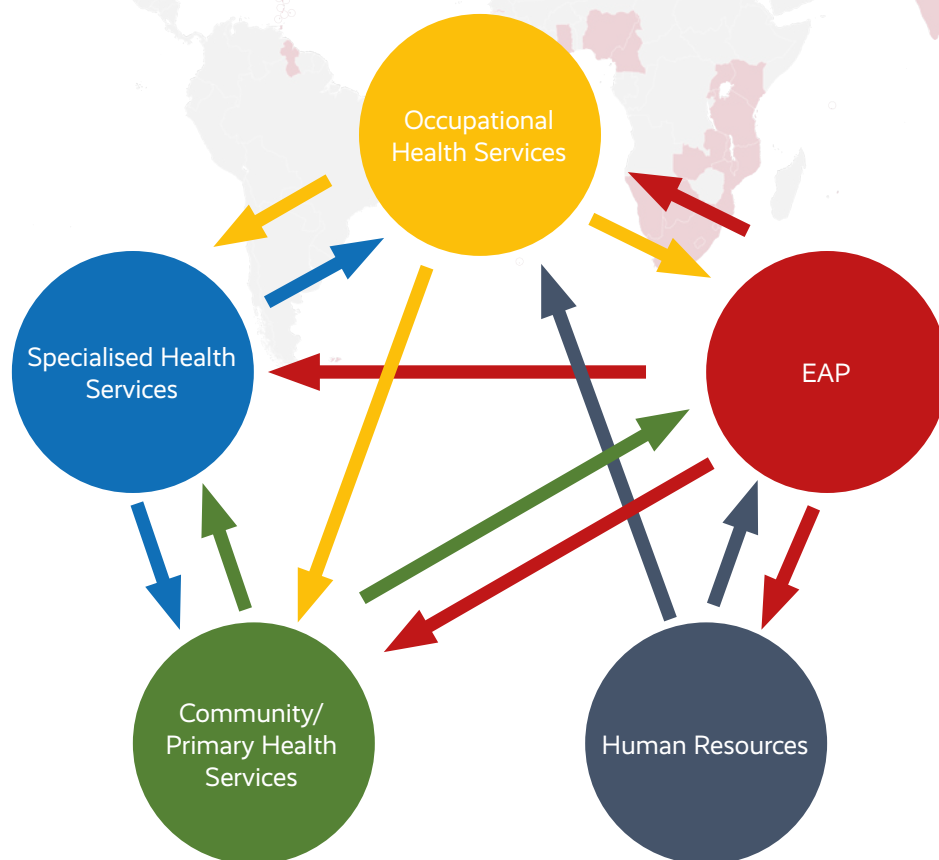 Occupational
Health Services
Specialised Health
Services
EAP
Community/
Primary Health
Services
Human Resources